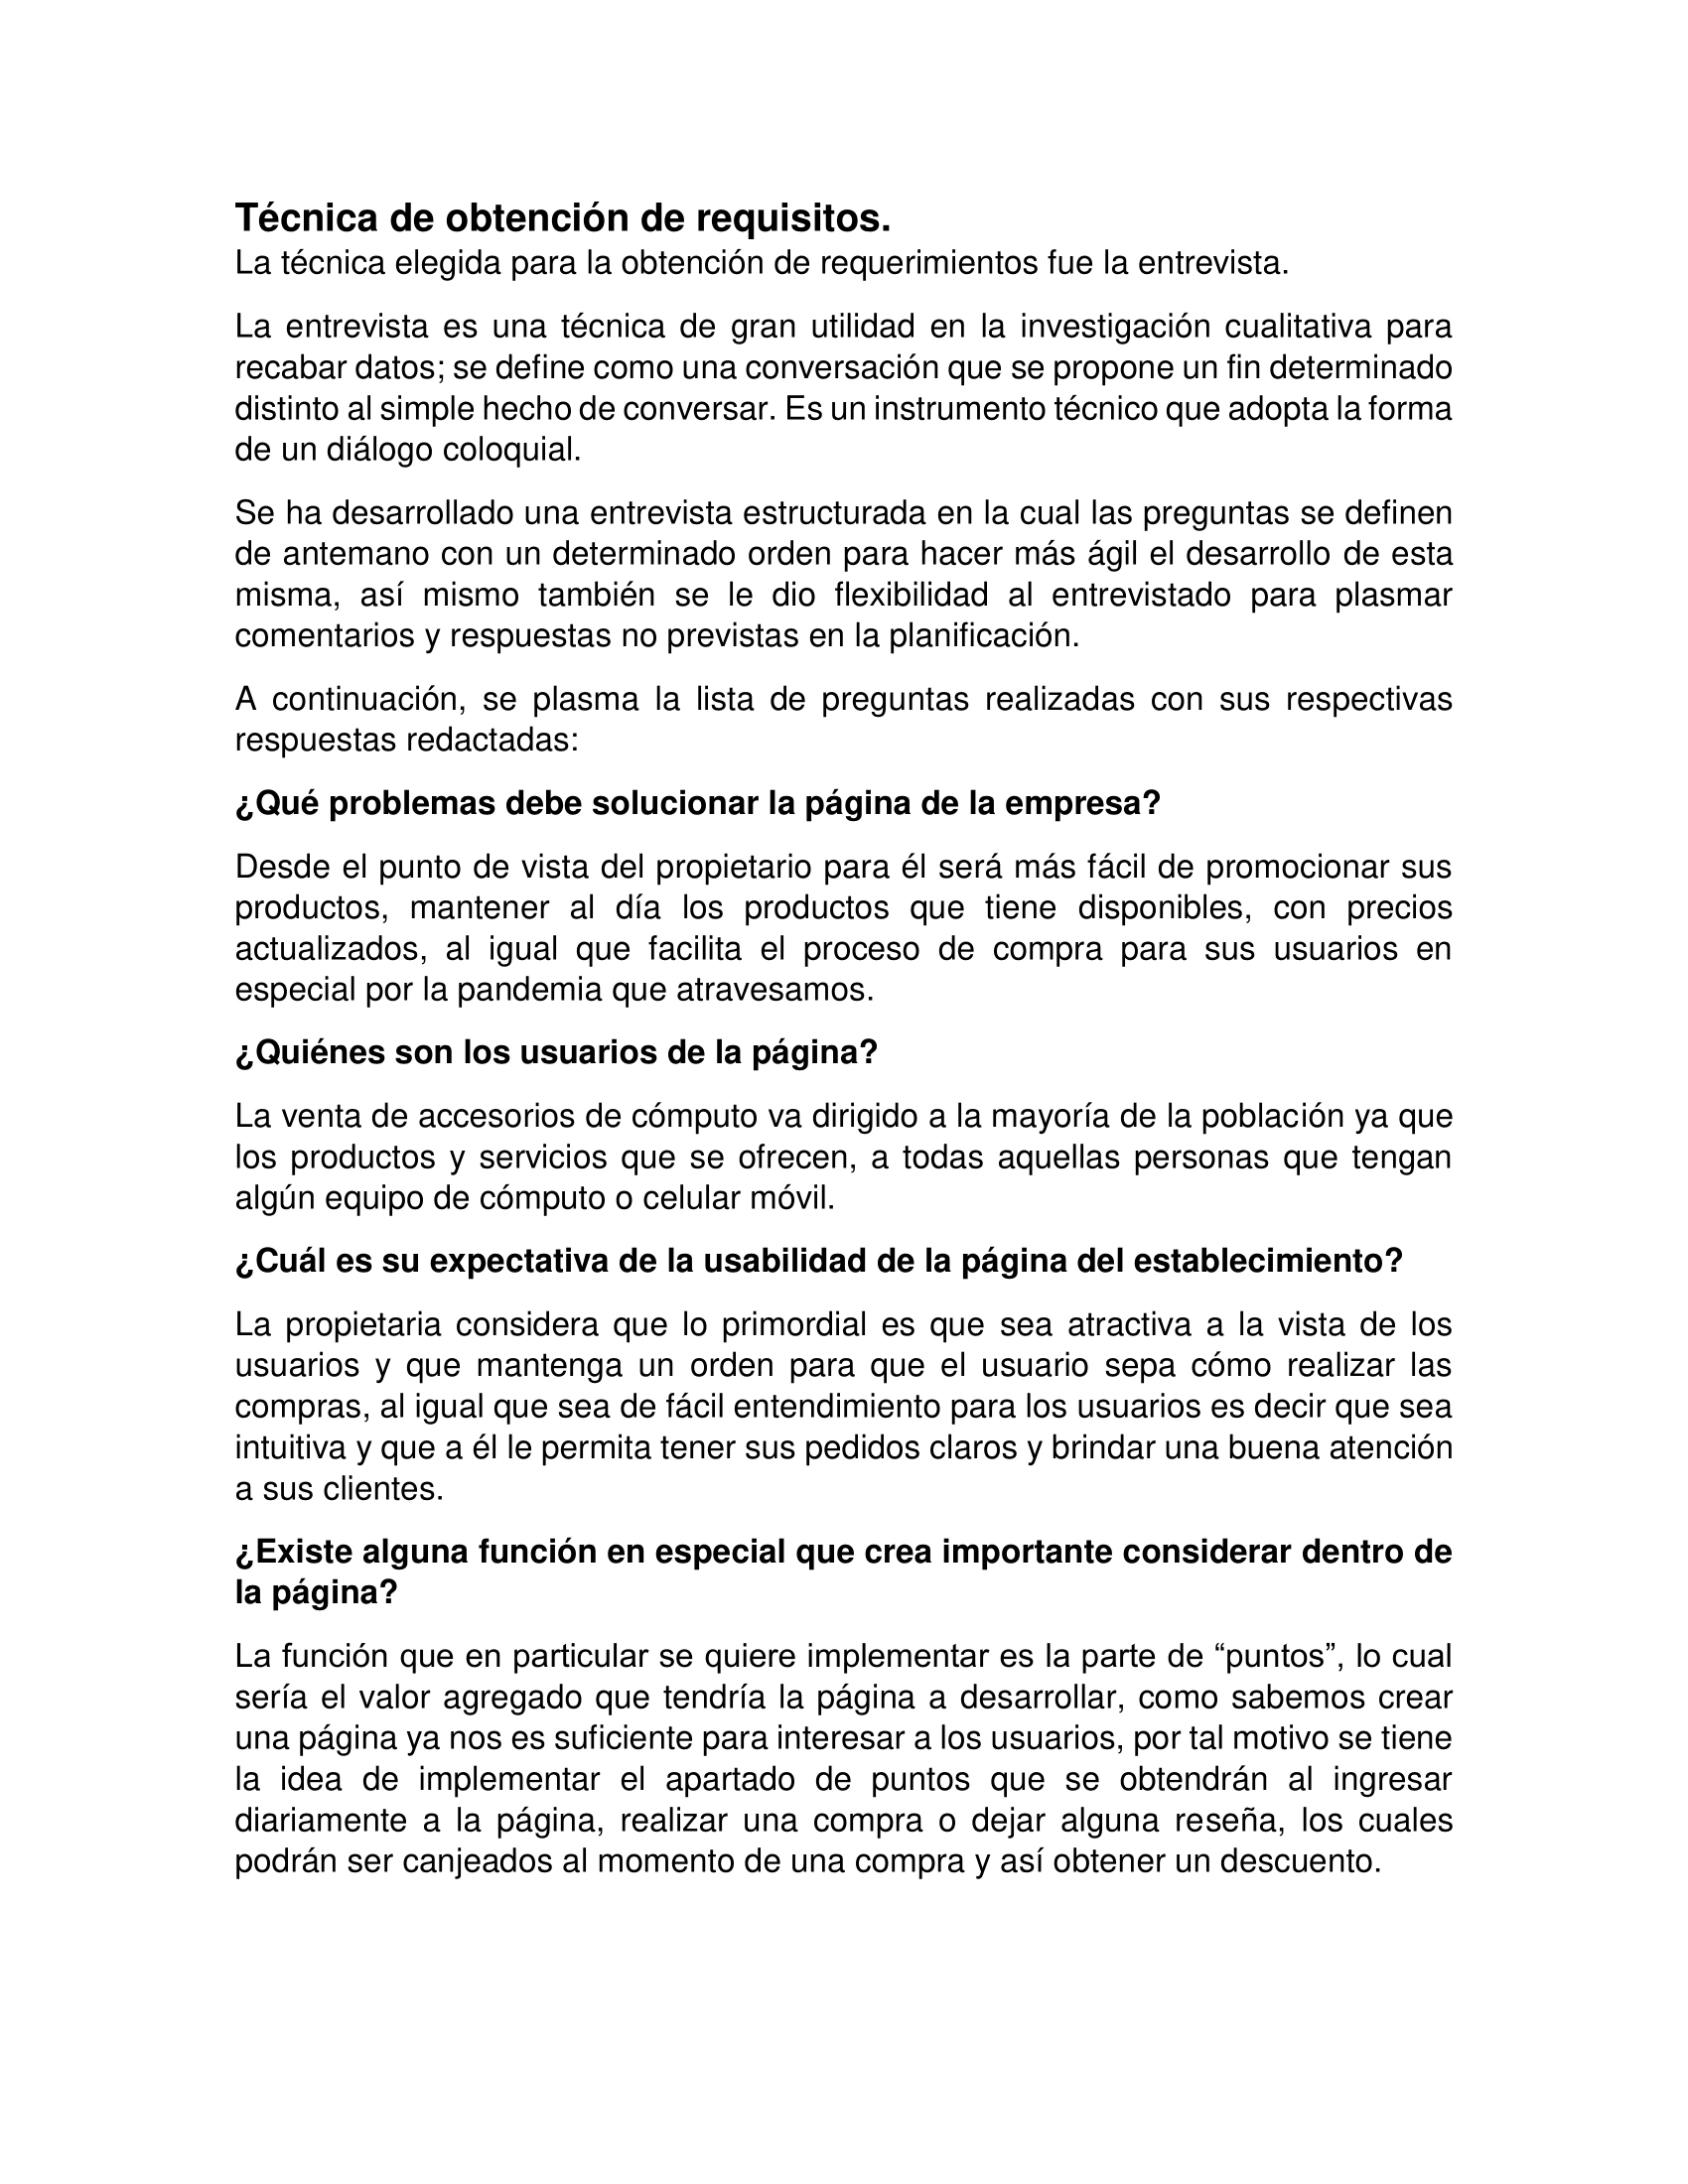 Técnica de obtención de requisitos.
La técnica elegida para la obtención de requerimientos fue la entrevista.
La entrevista es una técnica de gran utilidad en la investigación cualitativa para
recabar datos; se define como una conversación que se propone un fin determinado
distinto al simple hecho de conversar. Es un instrumento técnico que adopta la forma
de un diálogo coloquial.
Se ha desarrollado una entrevista estructurada en la cual las preguntas se definen
de antemano con un determinado orden para hacer más ágil el desarrollo de esta
misma, así mismo también se le dio flexibilidad al entrevistado para plasmar
comentarios y respuestas no previstas en la planificación.
A continuación, se plasma la lista de preguntas realizadas con sus respectivas
respuestas redactadas:
¿Qué problemas debe solucionar la página de la empresa?
Desde el punto de vista del propietario para él será más fácil de promocionar sus
productos, mantener al día los productos que tiene disponibles, con precios
actualizados, al igual que facilita el proceso de compra para sus usuarios en
especial por la pandemia que atravesamos.
¿Quiénes son los usuarios de la página?
La venta de accesorios de cómputo va dirigido a la mayoría de la población ya que
los productos y servicios que se ofrecen, a todas aquellas personas que tengan
algún equipo de cómputo o celular móvil.
¿Cuál es su expectativa de la usabilidad de la página del establecimiento?
La propietaria considera que lo primordial es que sea atractiva a la vista de los
usuarios y que mantenga un orden para que el usuario sepa cómo realizar las
compras, al igual que sea de fácil entendimiento para los usuarios es decir que sea
intuitiva y que a él le permita tener sus pedidos claros y brindar una buena atención
a sus clientes.
¿Existe alguna función en especial que crea importante considerar dentro de
la página?
La función que en particular se quiere implementar es la parte de “puntos”, lo cual
sería el valor agregado que tendría la página a desarrollar, como sabemos crear
una página ya nos es suficiente para interesar a los usuarios, por tal motivo se tiene
la idea de implementar el apartado de puntos que se obtendrán al ingresar
diariamente a la página, realizar una compra o dejar alguna reseña, los cuales
podrán ser canjeados al momento de una compra y así obtener un descuento.